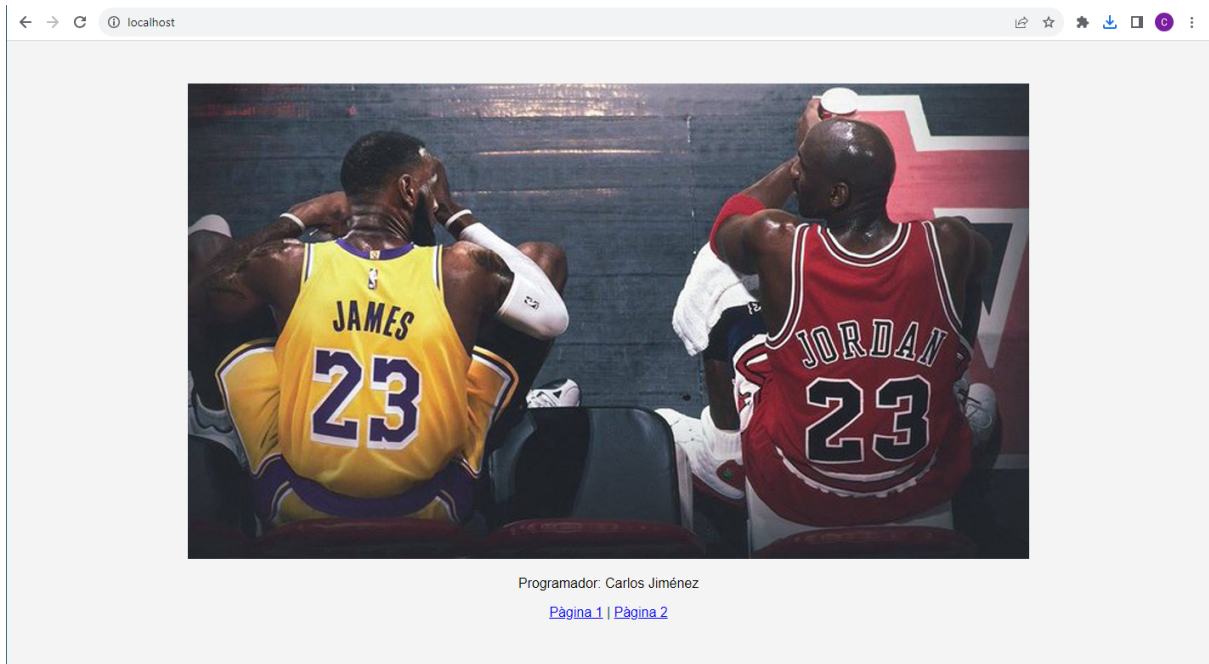 localhost
C
JAMES
23
JORDAN
23
Programador: Carlos Jiménez
Pàgina 1 | Pàgina 2